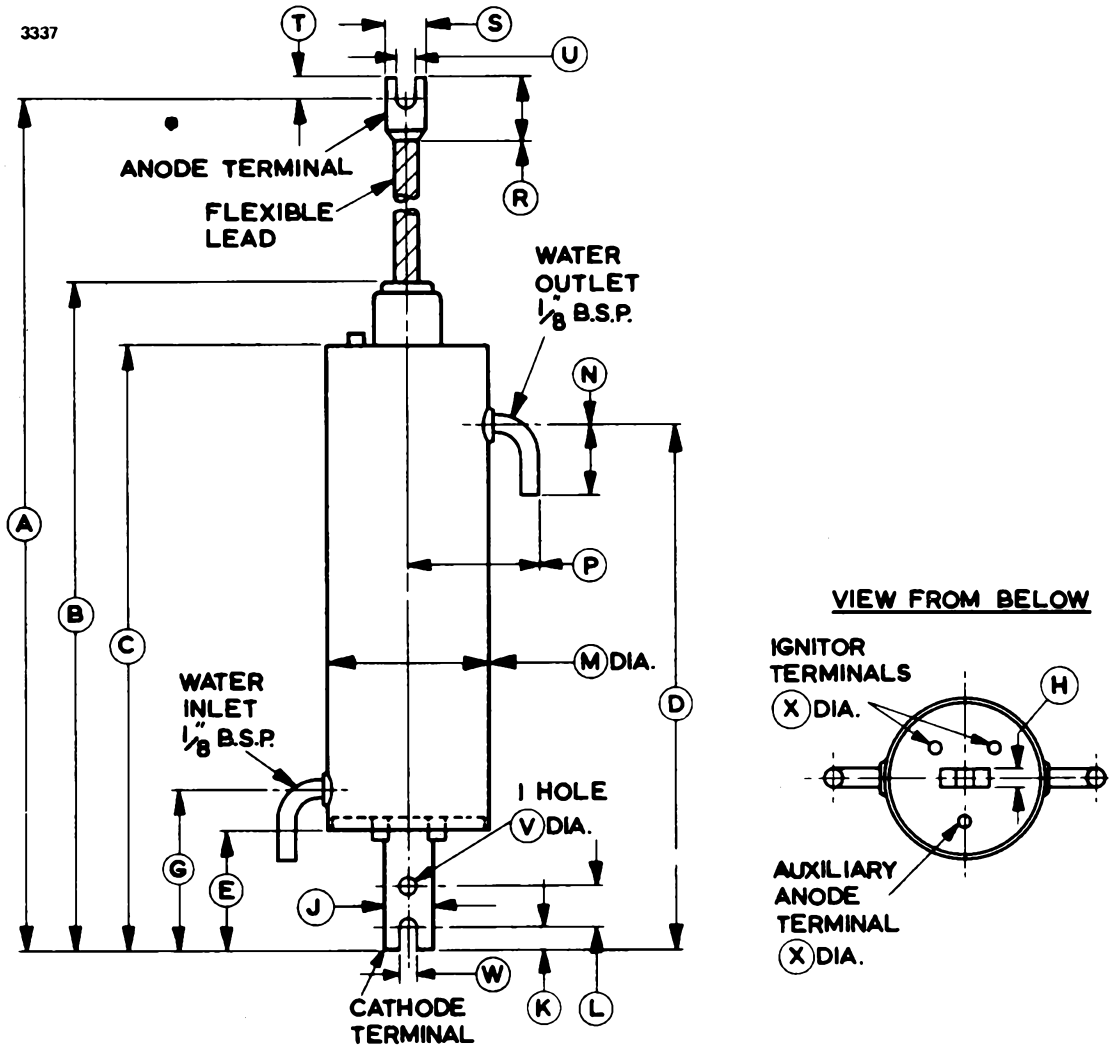 3337
T
S
U
ANODE TERMINAL
R
FLEXIBLE
LEAD
WATER
OUTLET
1/8" B.S.P.
N
A
P
B
C
VIEW FROM BELOW
IGNITOR
TERMINALS
X DIA.
H
M DIA.
D
WATER
INLET
1/8" B.S.P.
1 HOLE
V DIA.
G
E
J
AUXILIARY
ANODE
TERMINAL
X DIA.
W
K
L
CATHODE
TERMINAL